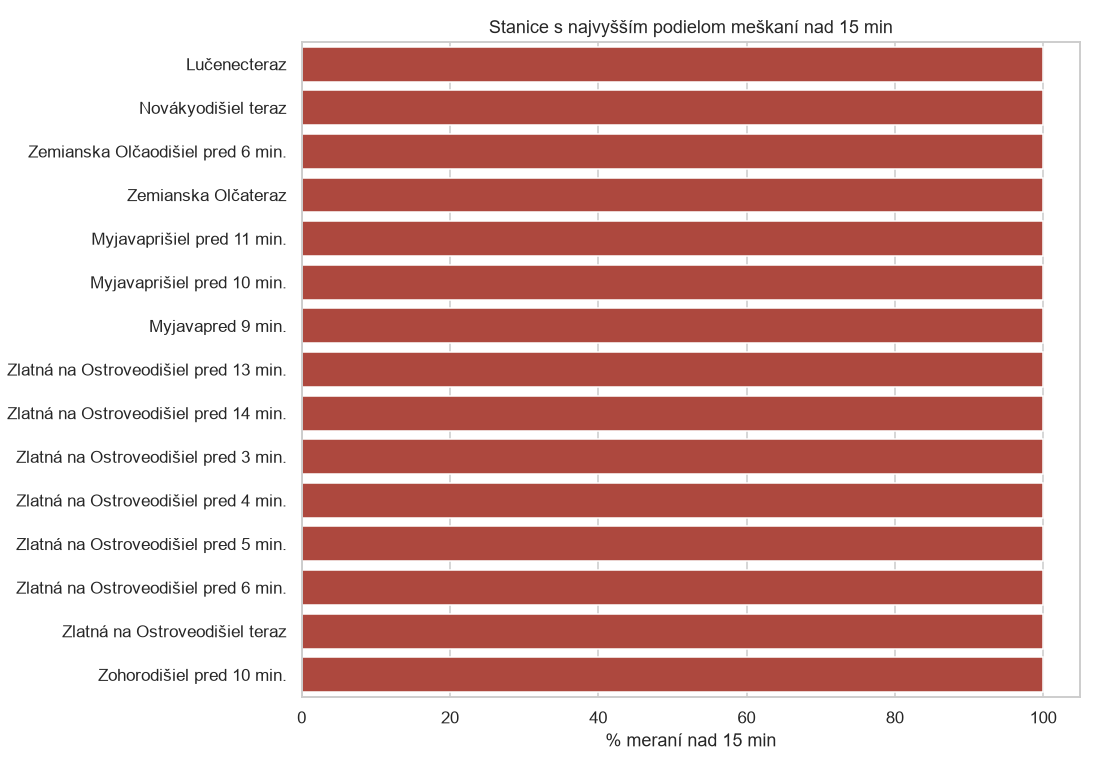 Stanice s najvyšším podielom meškaní nad 15 min
Lučenecteraz
Novákyodišiel teraz
Zemianska Olčaodišiel pred 6 min.
Zemianska Olčateraz
Myjavaprišiel pred 11 min.
Myjavaprišiel pred 10 min.
Myjavapred 9 min.
Zlatná na Ostroveodišiel pred 13 min.
Zlatná na Ostroveodišiel pred 14 min.
Zlatná na Ostroveodišiel pred 3 min.
Zlatná na Ostroveodišiel pred 4 min.
Zlatná na Ostroveodišiel pred 5 min.
Zlatná na Ostroveodišiel pred 6 min.
Zlatná na Ostroveodišiel teraz
Zohorodišiel pred 10 min.
0 20 40 60 80 100
% meraní nad 15 min